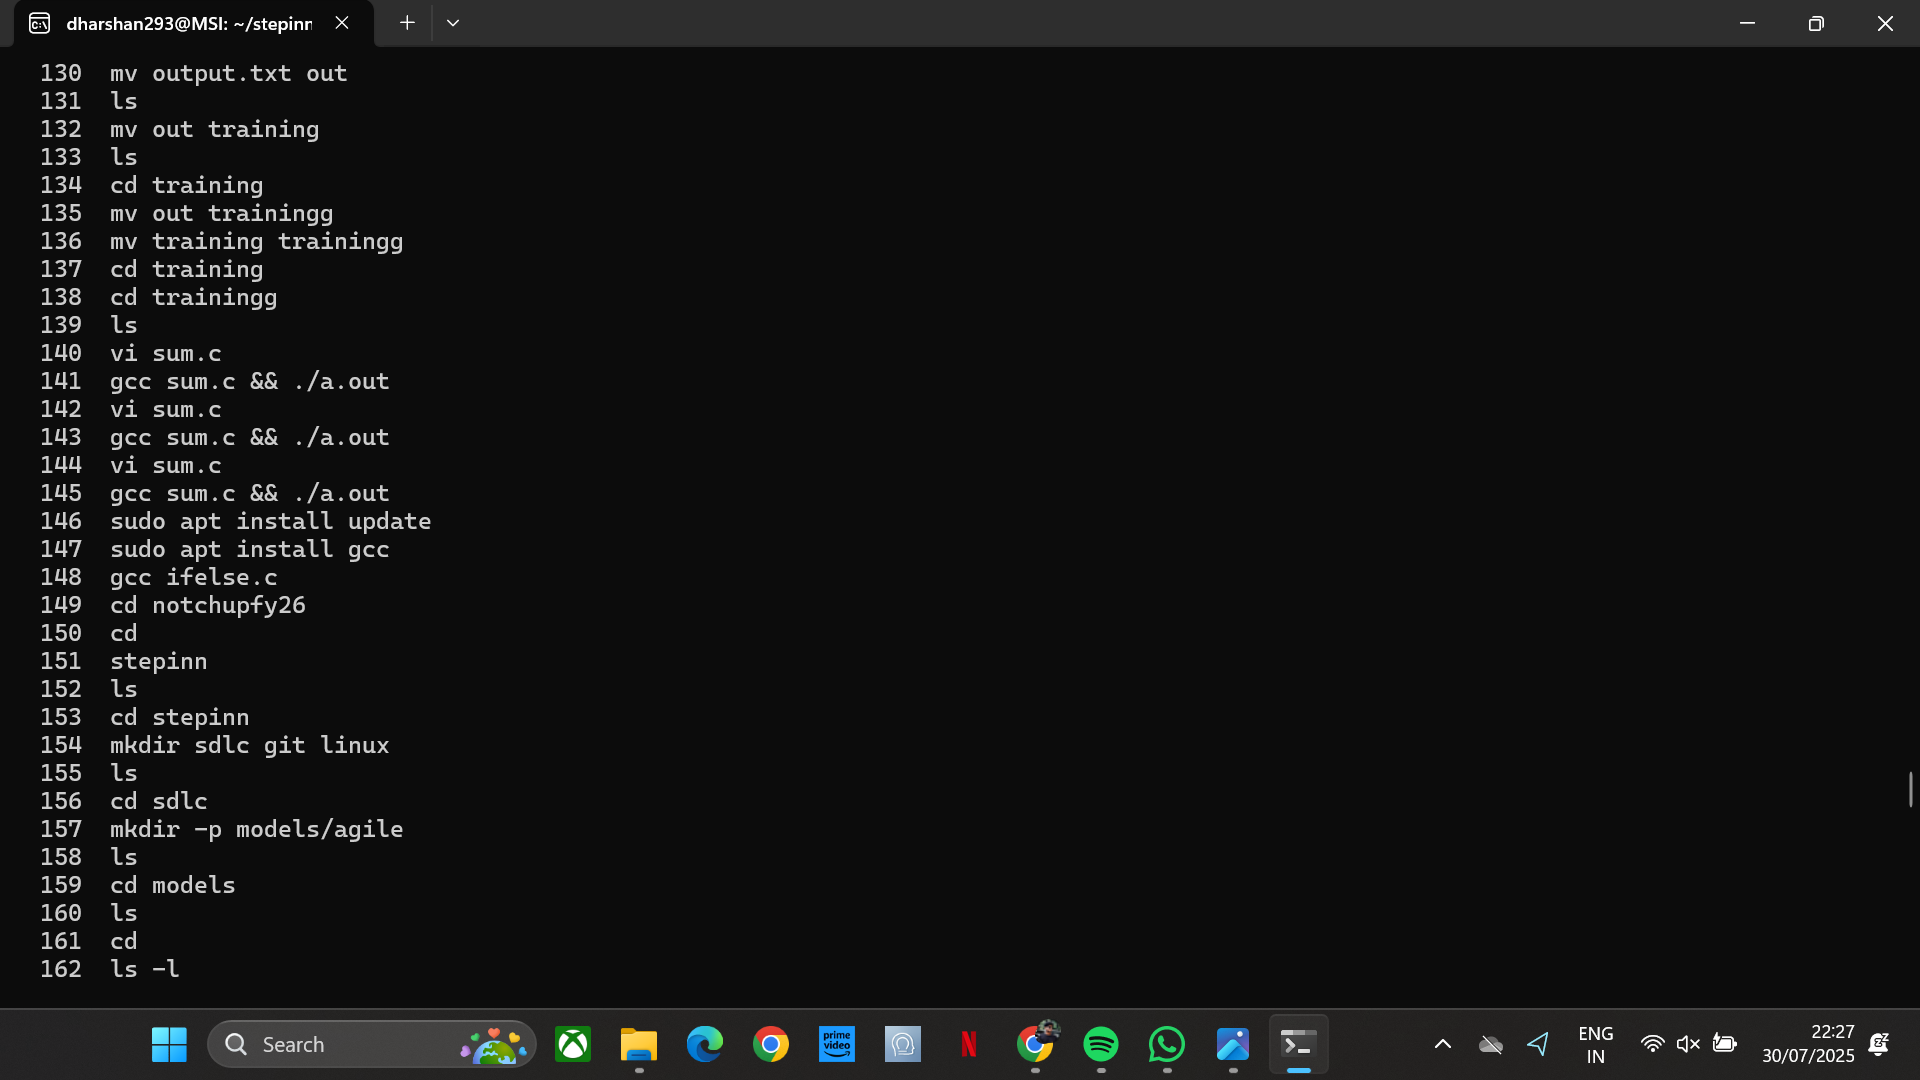 dharshan293@MSI: ~/stepinn
130 mv output.txt out
131 ls
132 mv out training
133 ls
134 cd training
135 mv out trainingg
136 mv training trainingg
137 cd training
138 cd trainingg
139 ls
140 vi sum.c
141 gcc sum.c && ./a.out
142 vi sum.c
143 gcc sum.c && ./a.out
144 vi sum.c
145 gcc sum.c && ./a.out
146 sudo apt install update
147 sudo apt install gcc
148 gcc ifelse.c
149 cd notchupfy26
150 cd
151 stepinn
152 ls
153 cd stepinn
154 mkdir sdlc git linux
155 ls
156 cd sdlc
157 mkdir -p models/agile
158 ls
159 cd models
160 ls
161 cd
162 ls -l
Search
prime video
N
ENG
IN
22:27
30/07/2025